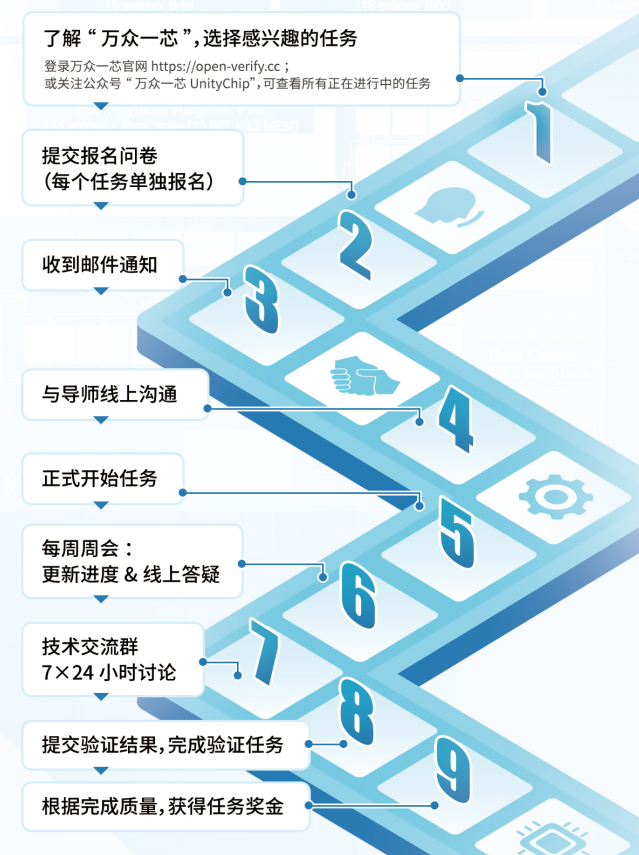 了解“万众一芯”,选择感兴趣的任务
登录万众一芯官网 https://open-verify.cc；
或关注公众号“万众一芯 UnityChip”,可查看所有正在进行中的任务
1
提交报名问卷
（每个任务单独报名）
2
收到邮件通知
3
与导师线上沟通
4
正式开始任务
5
每周周会：
更新进度 & 线上答疑
6
技术交流群
7×24 小时讨论
7
提交验证结果,完成验证任务
8
根据完成质量,获得任务奖金
9